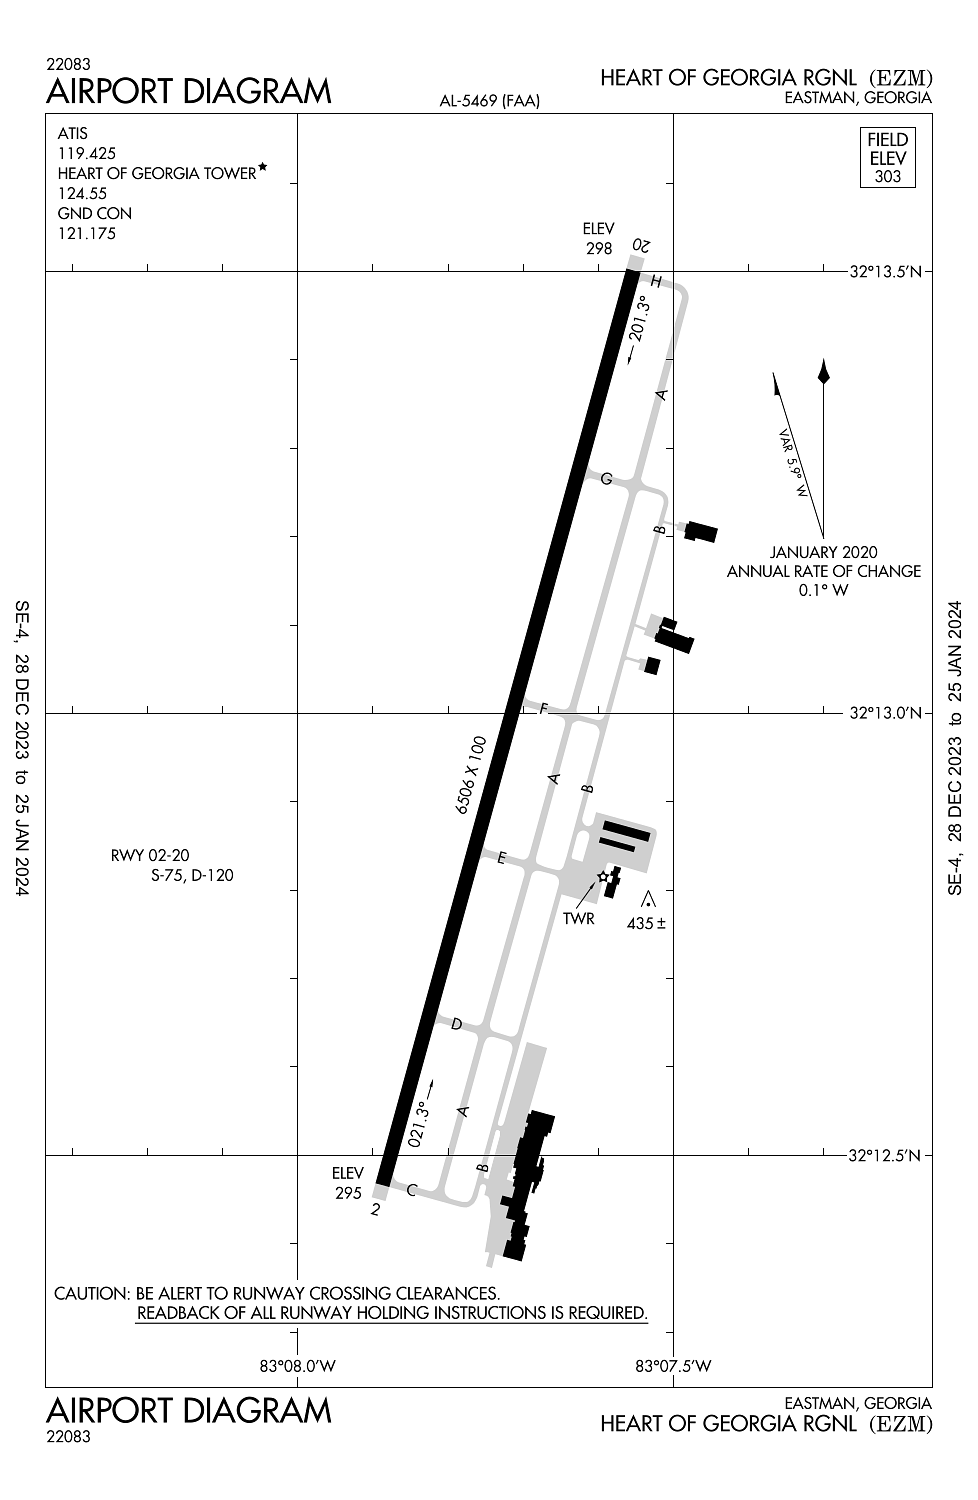 22083
AIRPORT DIAGRAM
AL-5469 (FAA)
HEART OF GEORGIA RGNL (EZM)
EASTMAN, GEORGIA
ATIS
119.425
HEART OF GEORGIA TOWER★
124.55
GND CON
121.175
FIELD
ELEV
303
ELEV
298
20
32°13.5'N
H
201.3°
A
G
B
VAR 5.9° W
JANUARY 2020
ANNUAL RATE OF CHANGE
0.1° W
SE-4, 28 DEC 2023 to 25 JAN 2024
SE-4, 28 DEC 2023 to 25 JAN 2024
F
32°13.0'N
6506 X 100
A
B
RWY 02-20
S-75, D-120
E
TWR
435±
D
021.3°
A
32°12.5'N
B
ELEV
295
C
2
CAUTION: BE ALERT TO RUNWAY CROSSING CLEARANCES.
READBACK OF ALL RUNWAY HOLDING INSTRUCTIONS IS REQUIRED.
83°08.0'W
83°07.5'W
AIRPORT DIAGRAM
22083
EASTMAN, GEORGIA
HEART OF GEORGIA RGNL (EZM)